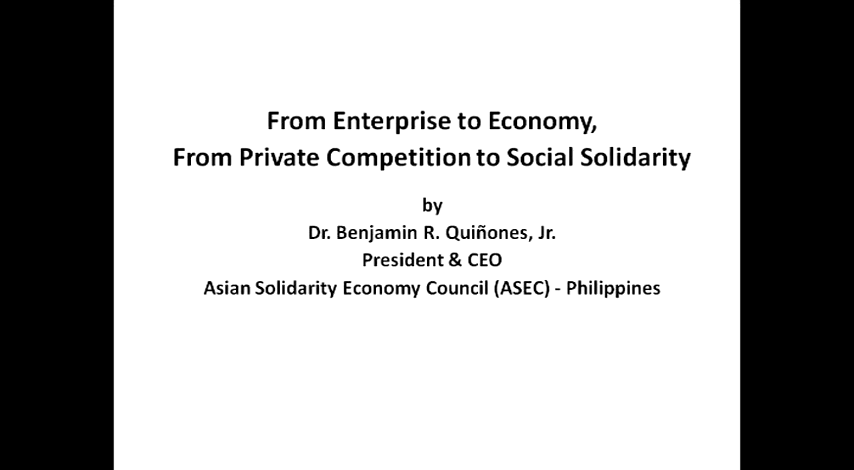 From Enterprise to Economy,
From Private Competition to Social Solidarity
by
Dr. Benjamin R. Quiñones, Jr.
President & CEO
Asian Solidarity Economy Council (ASEC) - Philippines